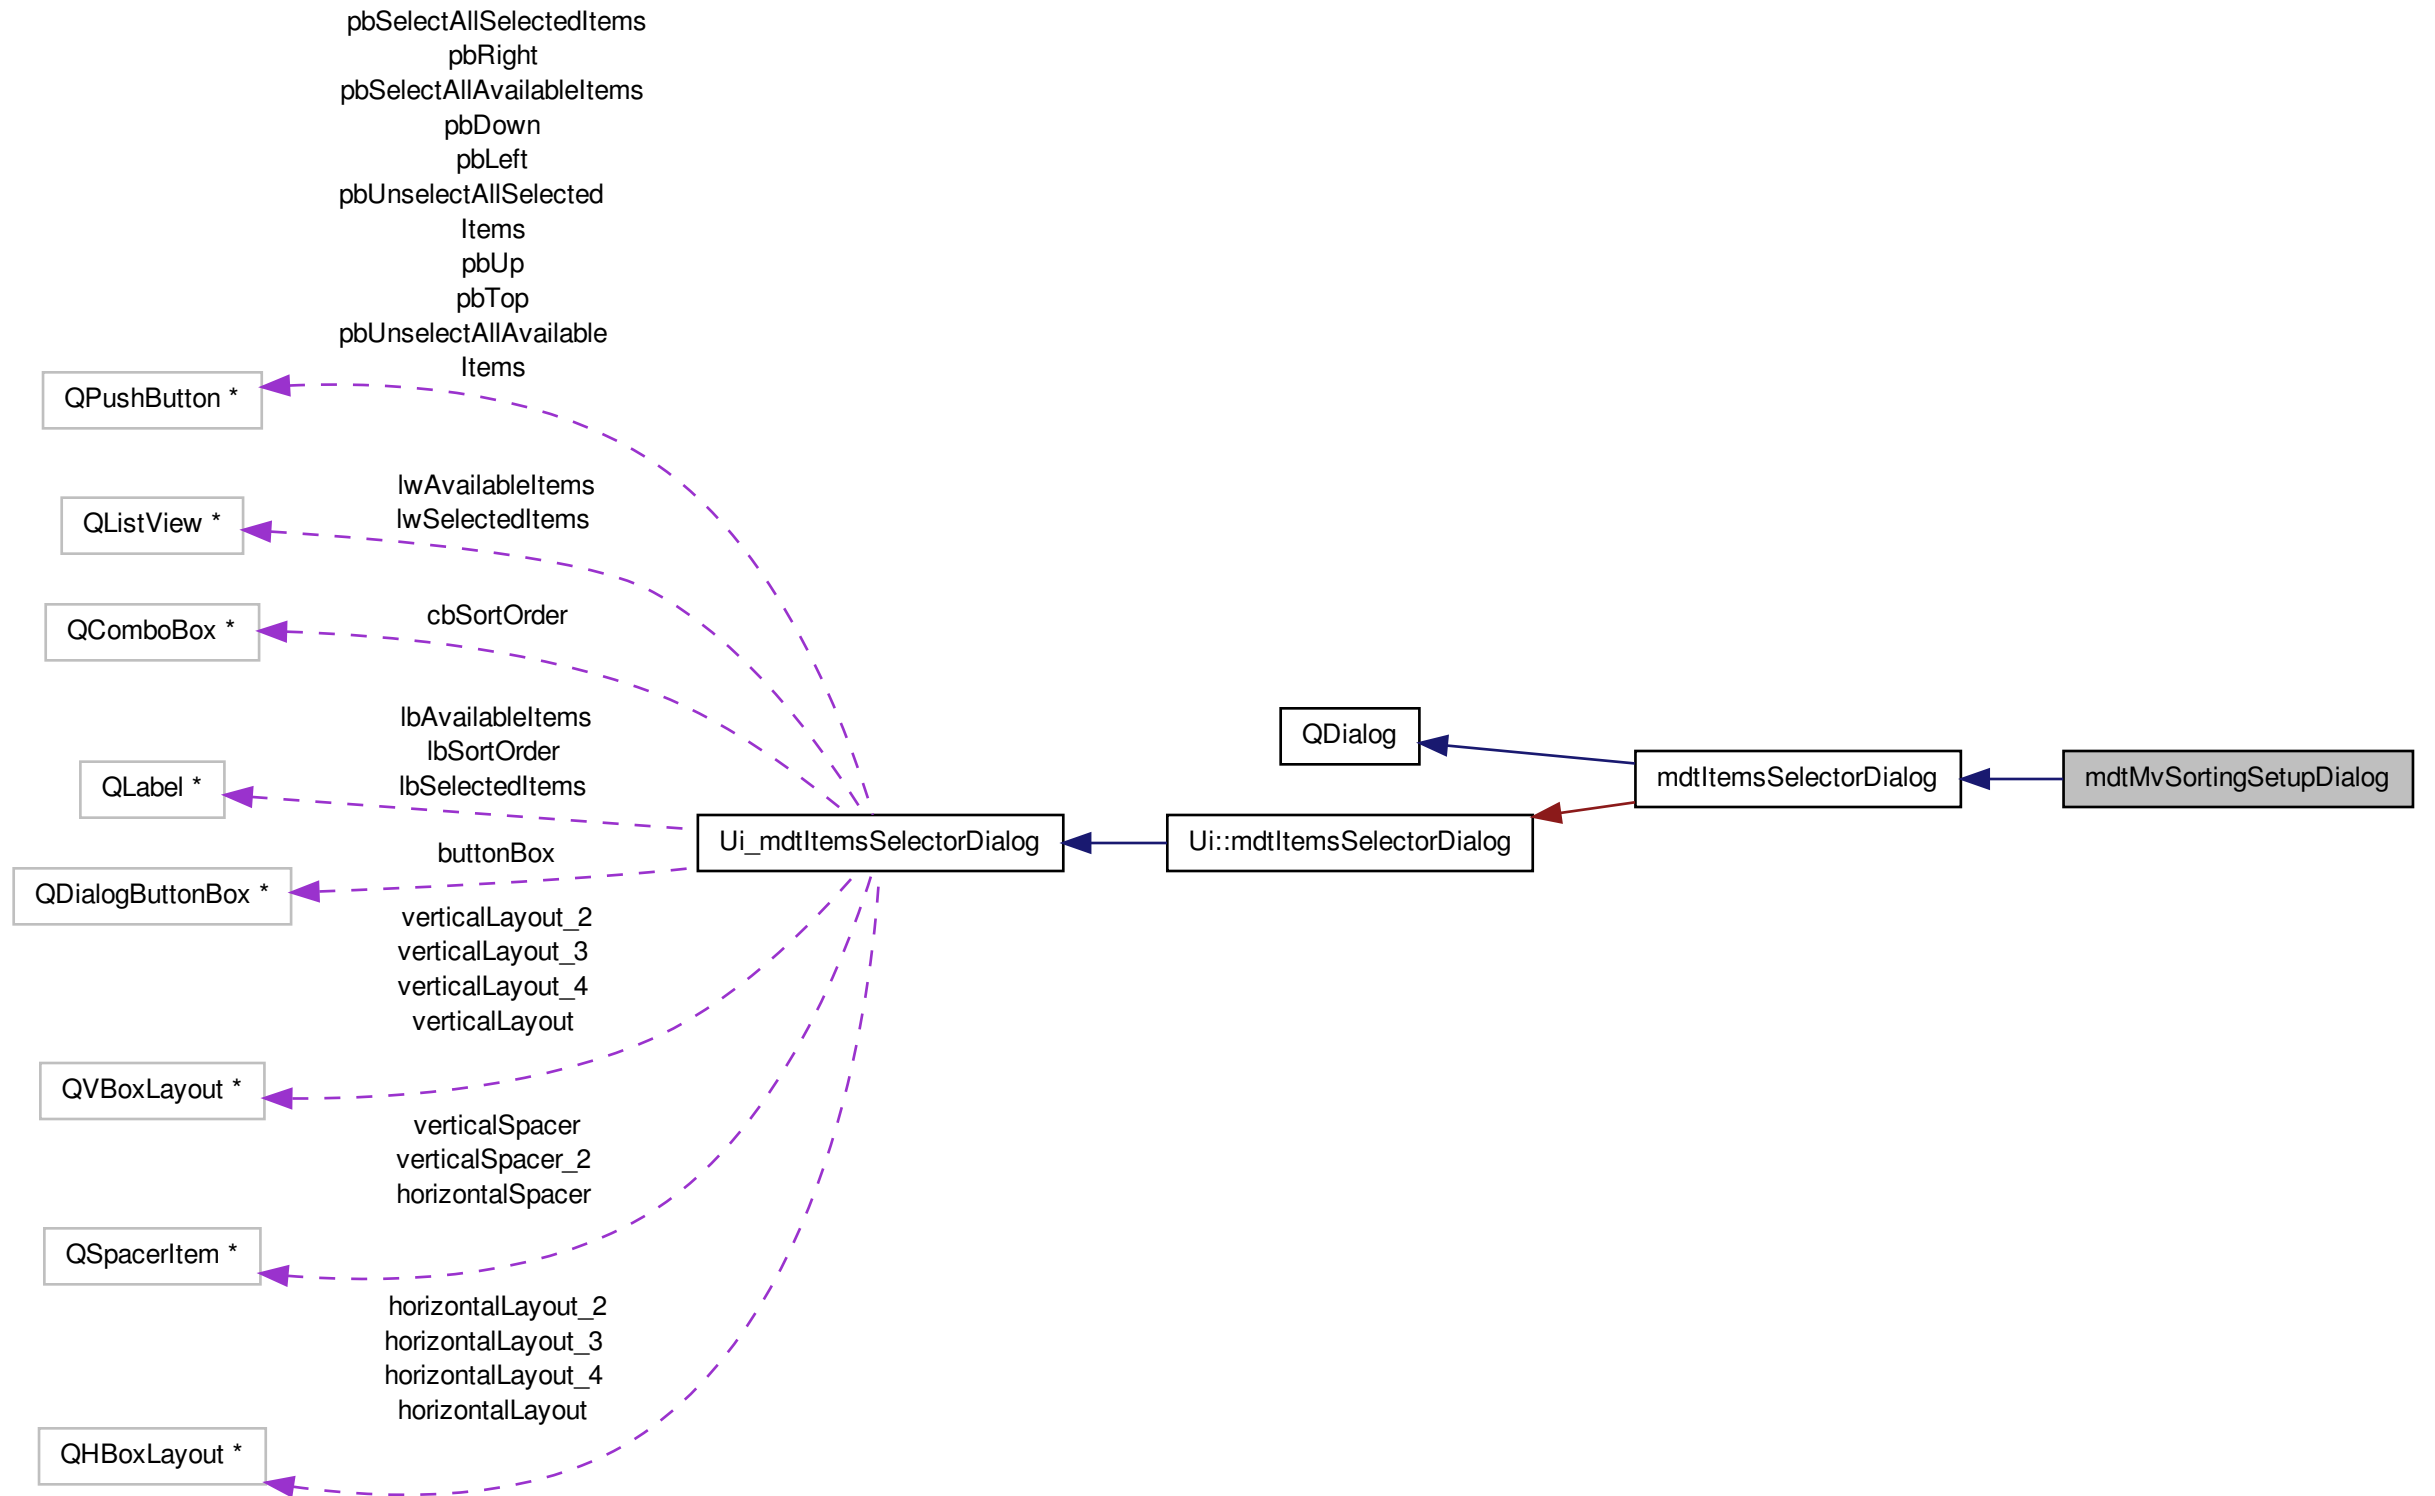 pbSelectAllSelectedItems
pbRight
pbSelectAllAvailableItems
pbDown
pbLeft
pbUnselectAllSelected
Items
pbUp
pbTop
pbUnselectAllAvailable
Items
QPushButton *
lwAvailableItems
lwSelectedItems
QListView *
cbSortOrder
QComboBox *
lbAvailableItems
lbSortOrder
lbSelectedItems
QLabel *
buttonBox
QDialogButtonBox *
verticalLayout_2
verticalLayout_3
verticalLayout_4
verticalLayout
QVBoxLayout *
verticalSpacer
verticalSpacer_2
horizontalSpacer
QSpacerItem *
horizontalLayout_2
horizontalLayout_3
horizontalLayout_4
horizontalLayout
QHBoxLayout *
Ui_mdtItemsSelectorDialog
Ui::mdtItemsSelectorDialog
QDialog
mdtItemsSelectorDialog
mdtMvSortingSetupDialog